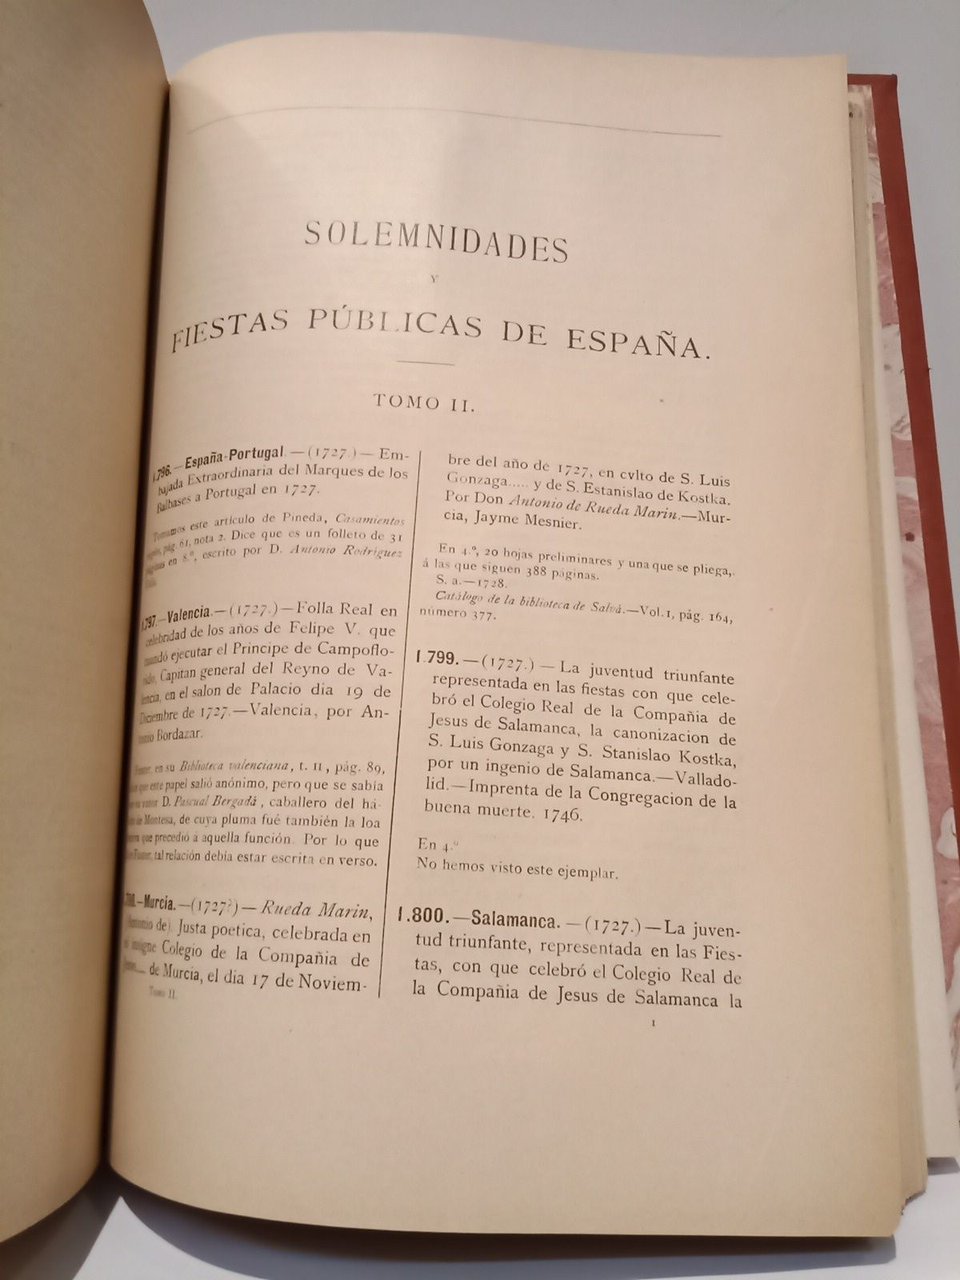 SOLEMNIDADES
Y
FIESTAS PÚBLICAS DE ESPAÑA.
TOMO II.
1.796.—España-Portugal.—(1727.)—Em-
bajada Extraordinaria del Marques de los
Balbases a Portugal en 1727.
Tomamos este artículo de Pineda, Casamientos
regios, pág. 61, nota 2. Dice que es un folleto de 31
páginas en 8.º, escrito por D. Antonio Rodriguez
1.797.—Valencia.—(1727.)—Folla Real en
celebridad de los años de Felipe V. que
mandó ejecutar el Principe de Campoflo-
rido, Capitan general del Reyno de Va-
lencia, en el salon de Palacio dia 19 de
Diciembre de 1727.—Valencia, por An-
tonio Bordazar.
Fuster, en su Biblioteca valenciana, t. II, pág. 89,
que este papel salió anónimo, pero que se sabía
autor D. Pascual Bergadá, caballero del há-
de Montesa, de cuya pluma fué también la loa
que precedió á aquella función. Por lo que
Fuster, tal relación debía estar escrita en verso.
1.798.—Murcia.—(1727?)—Rueda Marin,
(Antonio de). Justa poetica, celebrada en
el insigne Colegio de la Compañia de
Jesus.... de Murcia, el dia 17 de Noviem-
Tomo II.
bre del año de 1727, en cvlto de S. Luis
Gonzaga..... y de S. Estanislao de Kostka.
Por Don Antonio de Rueda Marin.—Mur-
cia, Jayme Mesnier.
En 4.º, 20 hojas preliminares y una que se pliega,
á las que siguen 388 páginas.
S. a.—1728.
Catálogo de la biblioteca de Salvá.—Vol. 1, pág. 164,
número 377.
1.799.—(1727.)—La juventud triunfante
representada en las fiestas con que cele-
bró el Colegio Real de la Compañia de
Jesus de Salamanca, la canonizacion de
S. Luis Gonzaga y S. Stanislao Kostka,
por un ingenio de Salamanca.—Vallado-
lid.—Imprenta de la Congregacion de la
buena muerte. 1746.
En 4.º
No hemos visto este ejemplar.
1.800.—Salamanca.—(1727.)—La juven-
tud triunfante, representada en las Fies-
tas, con que celebró el Colegio Real de
la Compañia de Jesus de Salamanca la
1